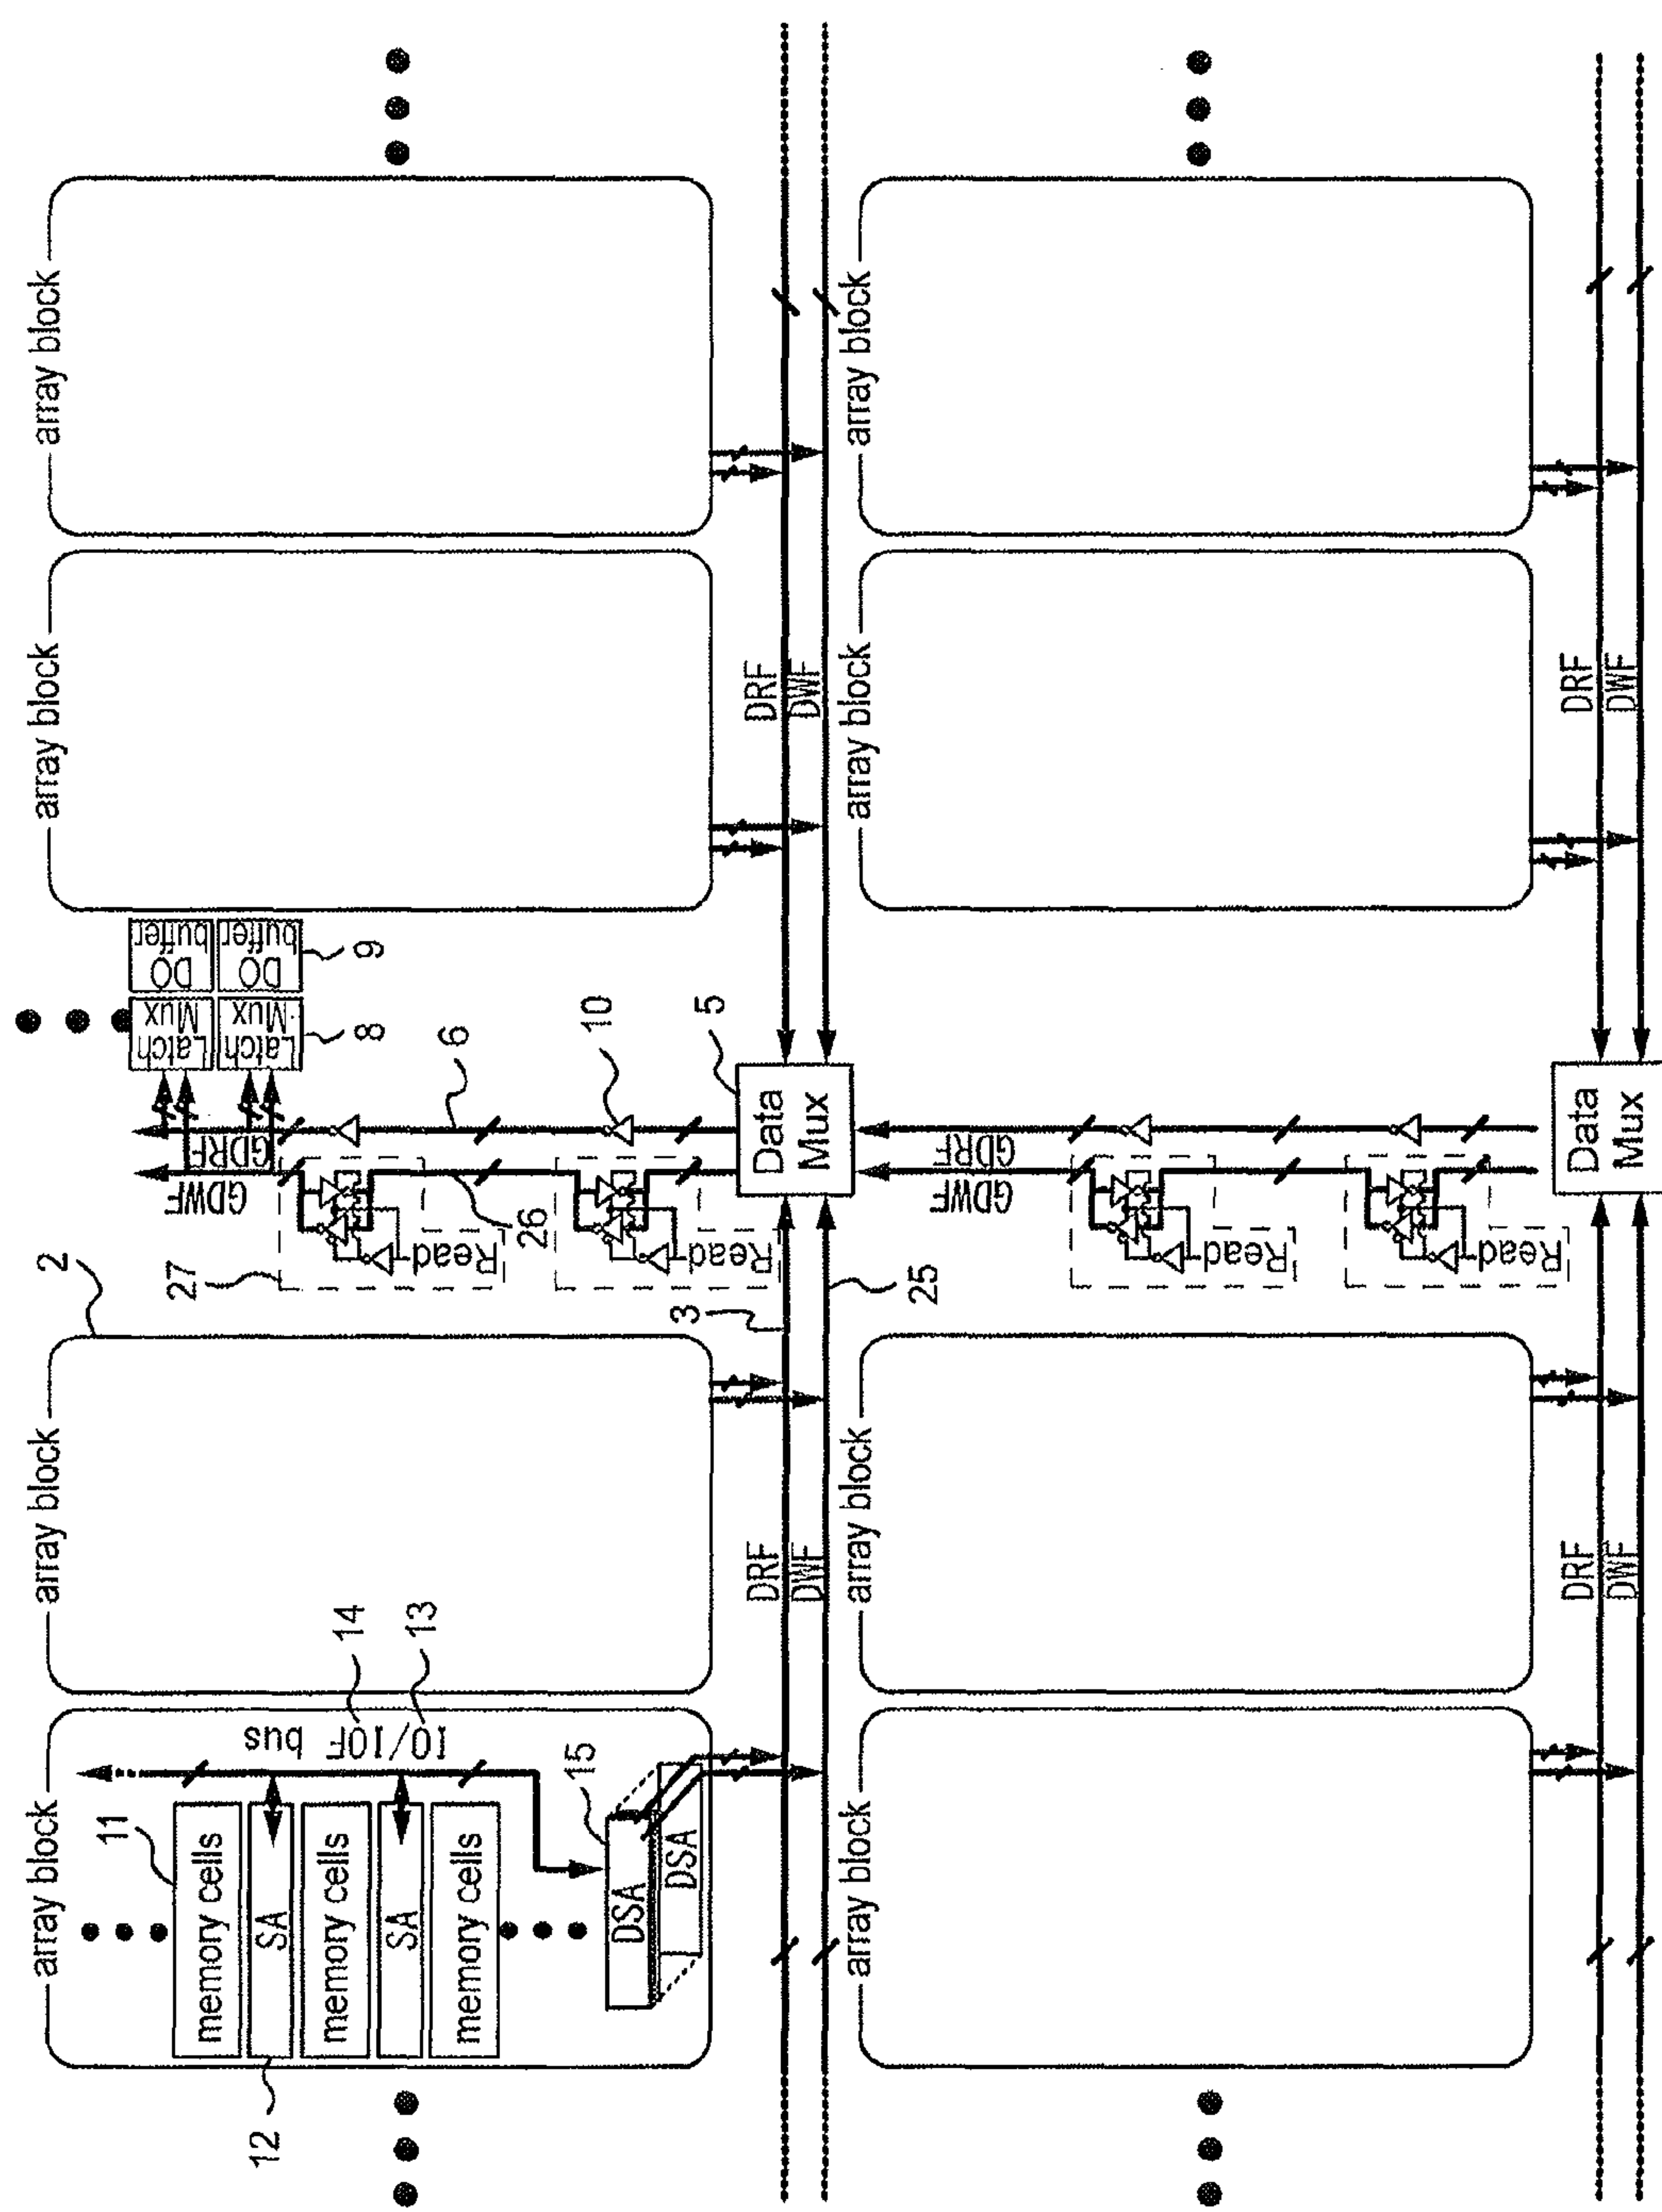 array block
array block
2
array block
array block
11
memory cells
12
SA
memory cells
SA
memory cells
IO/IOF bus
14
13
15
DSA
DSA
Latch
Mux
DO
buffer
Latch
Mux
DO
buffer
8
9
GDWF
GDRF
27
Read
26
6
10
Read
3
5
Data
Mux
DRF
DWF
DRF
DWF
25
array block
array block
array block
array block
GDWF
GDRF
Read
Read
Data
Mux
DRF
DWF
DRF
DWF